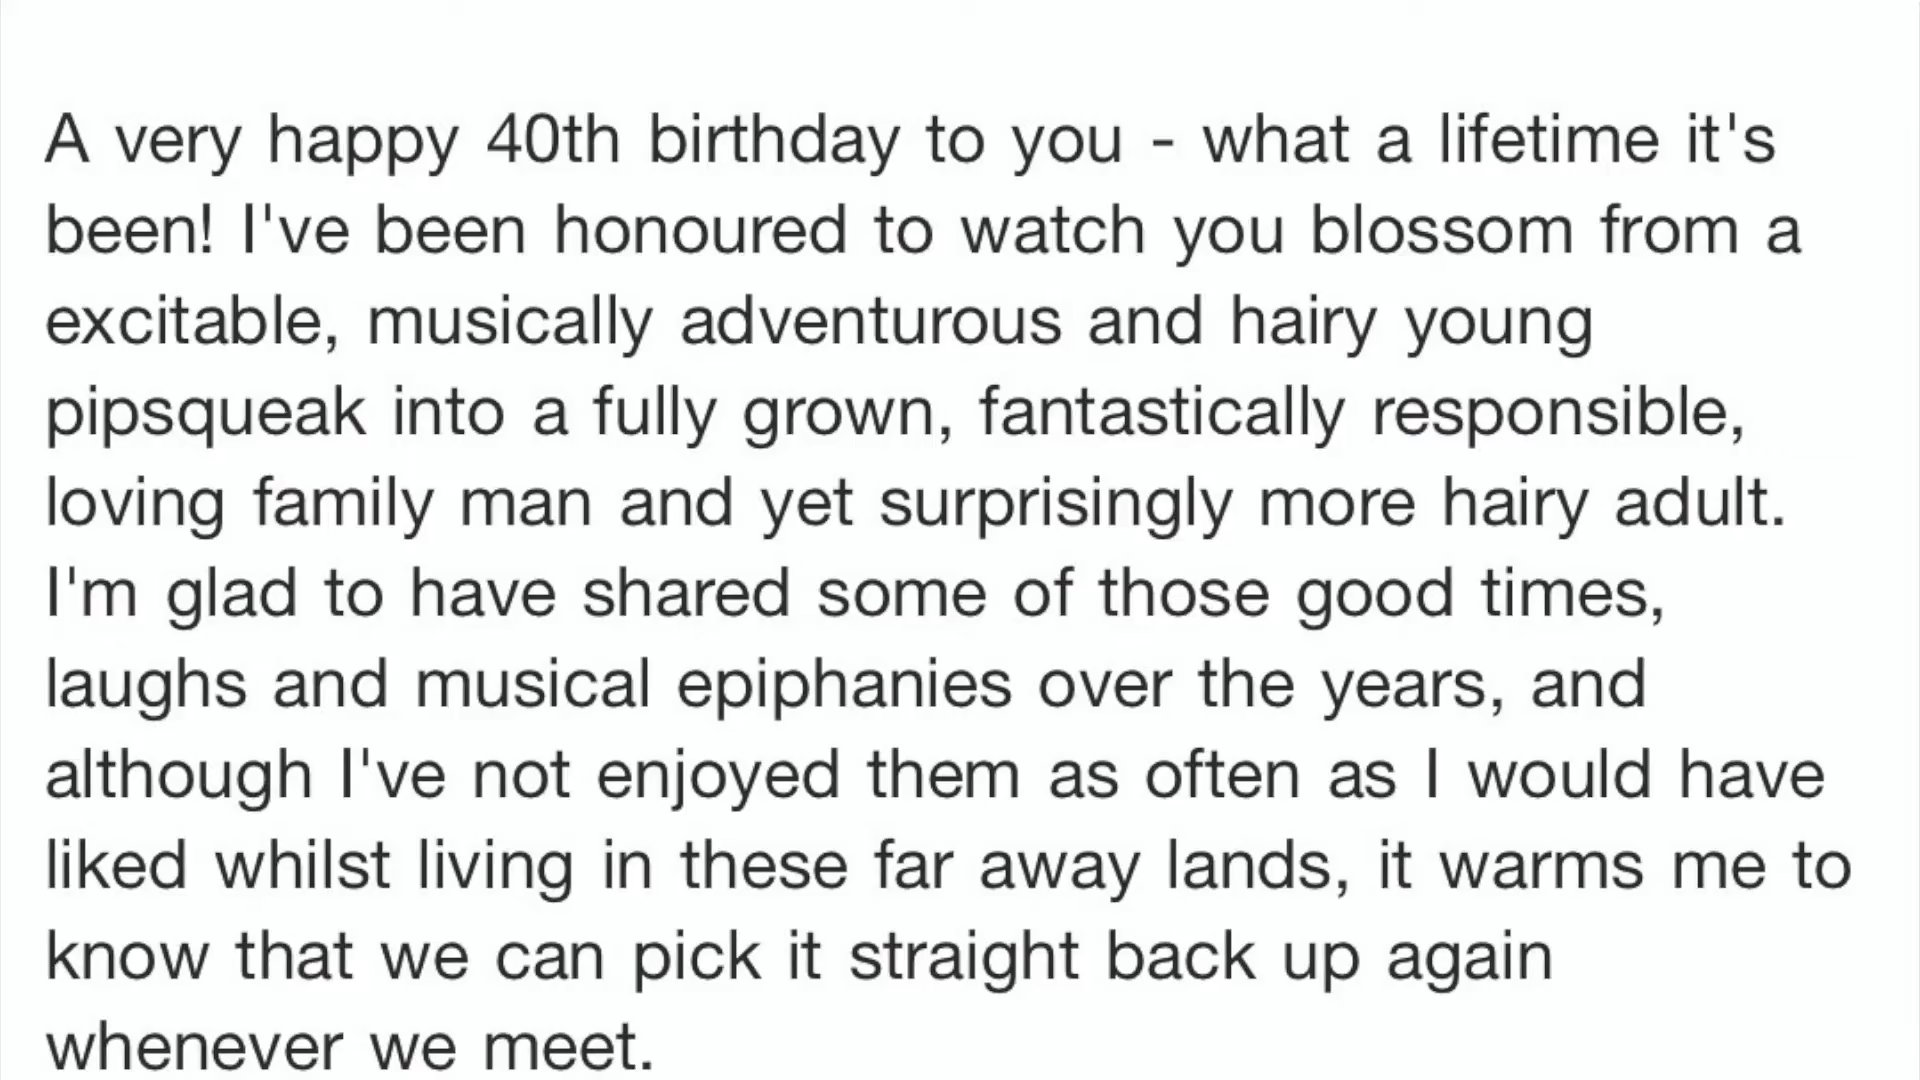 A very happy 40th birthday to you - what a lifetime it's
been! I've been honoured to watch you blossom from a
excitable, musically adventurous and hairy young
pipsqueak into a fully grown, fantastically responsible,
loving family man and yet surprisingly more hairy adult.
I'm glad to have shared some of those good times,
laughs and musical epiphanies over the years, and
although I've not enjoyed them as often as I would have
liked whilst living in these far away lands, it warms me to
know that we can pick it straight back up again
whenever we meet.